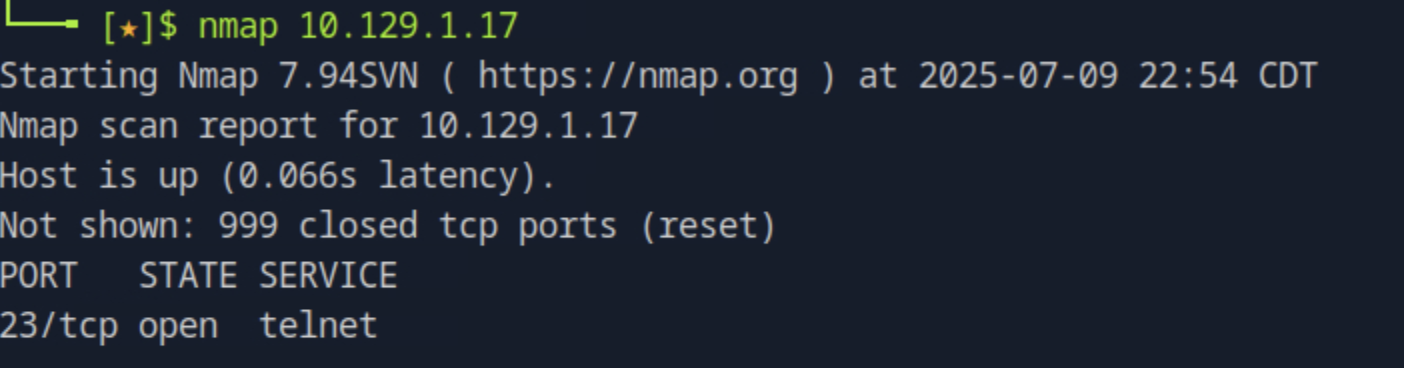 [★]$ nmap 10.129.1.17
Starting Nmap 7.94SVN ( https://nmap.org ) at 2025-07-09 22:54 CDT
Nmap scan report for 10.129.1.17
Host is up (0.066s latency).
Not shown: 999 closed tcp ports (reset)
PORT   STATE SERVICE
23/tcp open  telnet